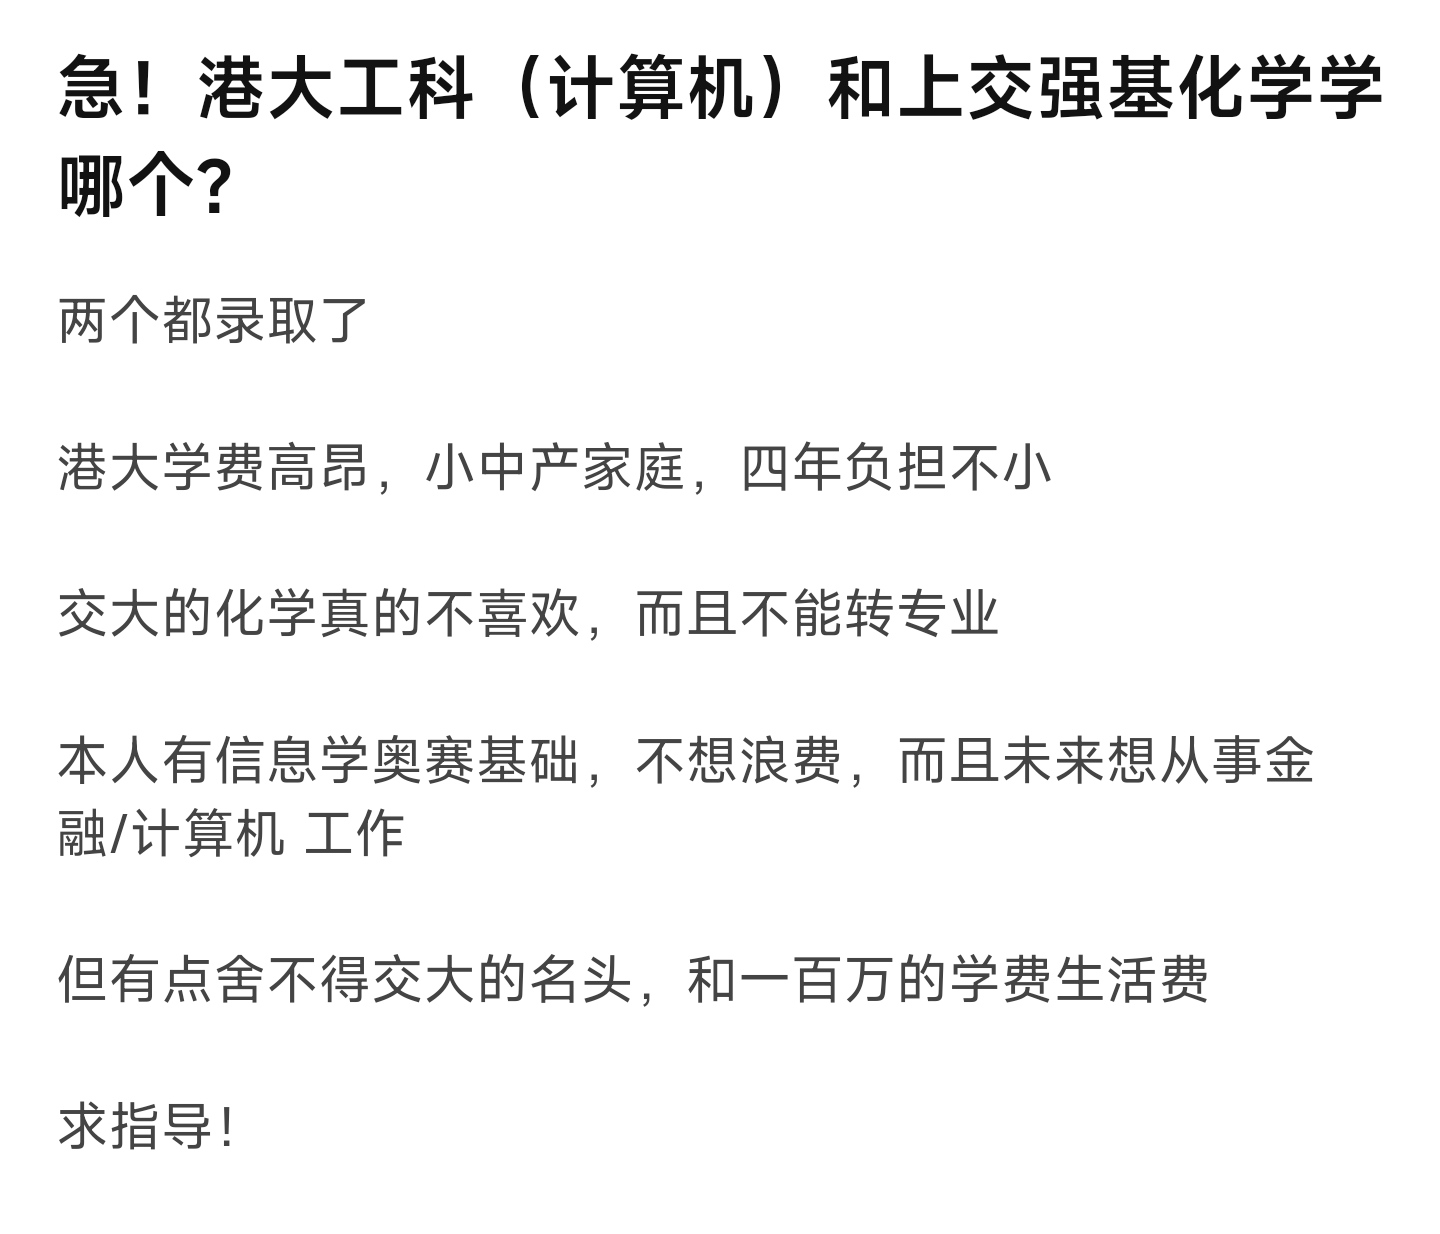 急！港大工科（计算机）和上交强基化学学
哪个？
两个都录取了
港大学费高昂，小中产家庭，四年负担不小
交大的化学真的不喜欢，而且不能转专业
本人有信息学奥赛基础，不想浪费，而且未来想从事金
融/计算机 工作
但有点舍不得交大的名头，和一百万的学费生活费
求指导！